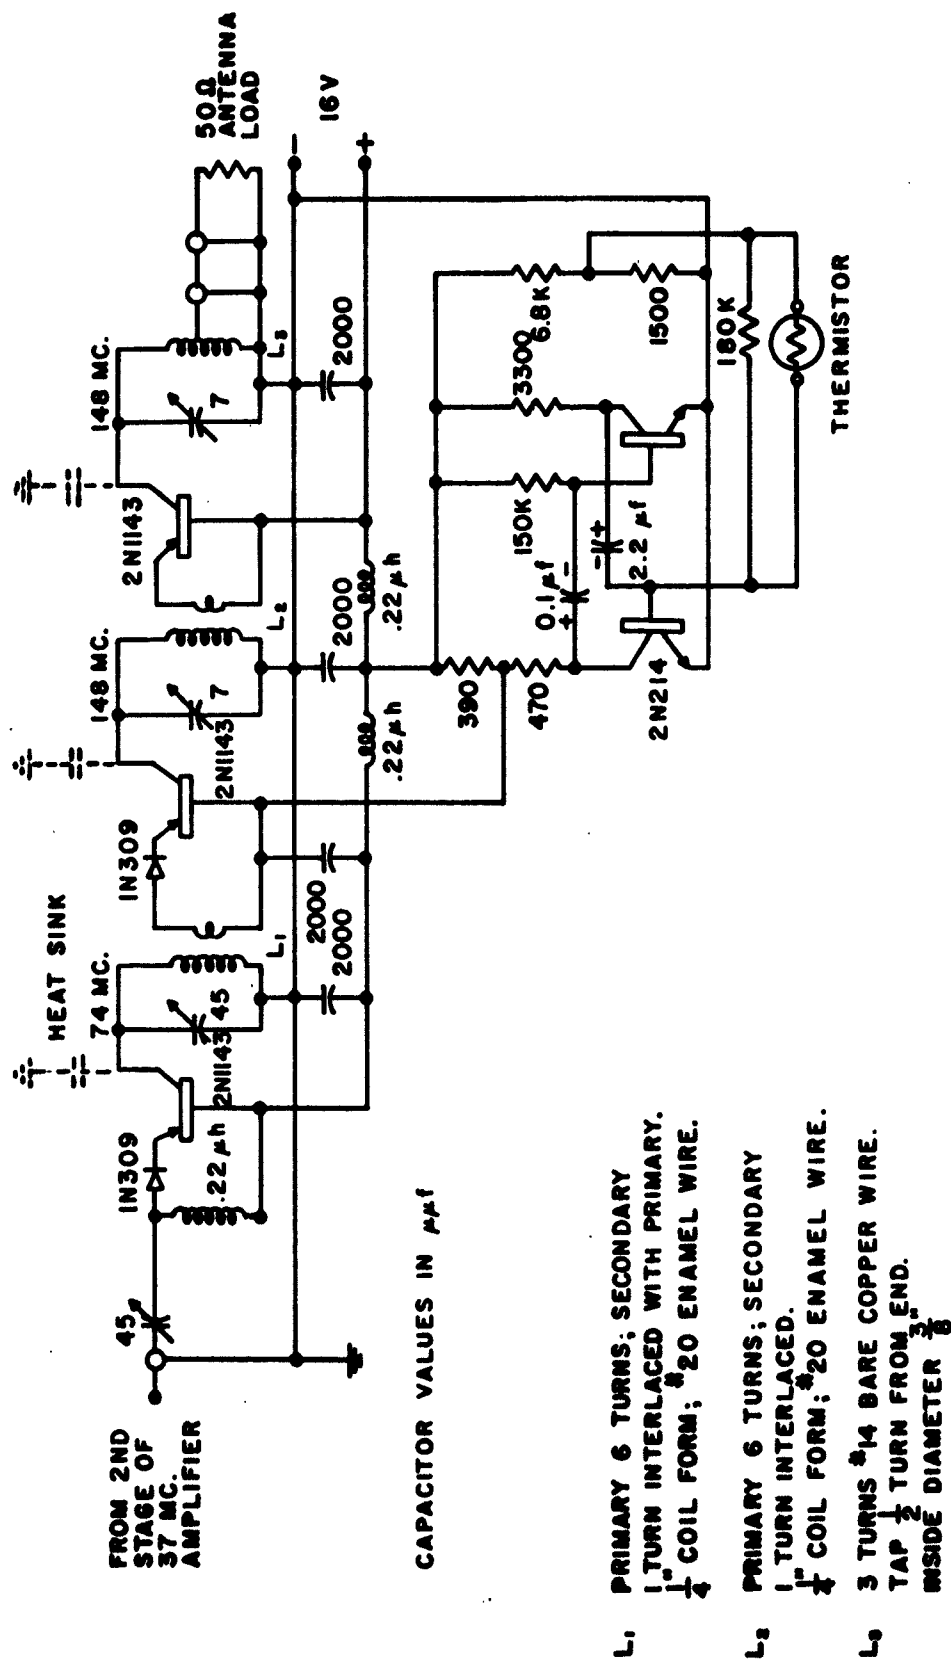 FROM 2ND
STAGE OF
37 MC.
AMPLIFIER
45
1N309
.22 μh
2N1143
HEAT SINK
74 MC.
45
L₁
2000
2000
1N309
2N1143
148 MC.
7
L₂
2000
.22 μh
.22 μh
2N1143
148 MC.
7
L₃
2000
50Ω
ANTENNA
LOAD
-
16V
+
390
470
0.1 μf
+
-
150K
3300
6.8K
1500
-
+
2.2 μf
2N214
180K
THERMISTOR
CAPACITOR VALUES IN μμf
L₁ PRIMARY 6 TURNS; SECONDARY
1 TURN INTERLACED WITH PRIMARY.
1/4" COIL FORM; #20 ENAMEL WIRE.
L₂ PRIMARY 6 TURNS; SECONDARY
1 TURN INTERLACED.
1/4" COIL FORM; #20 ENAMEL WIRE.
L₃ 3 TURNS #14 BARE COPPER WIRE.
TAP 1/2 TURN FROM END.
INSIDE DIAMETER 3/8"